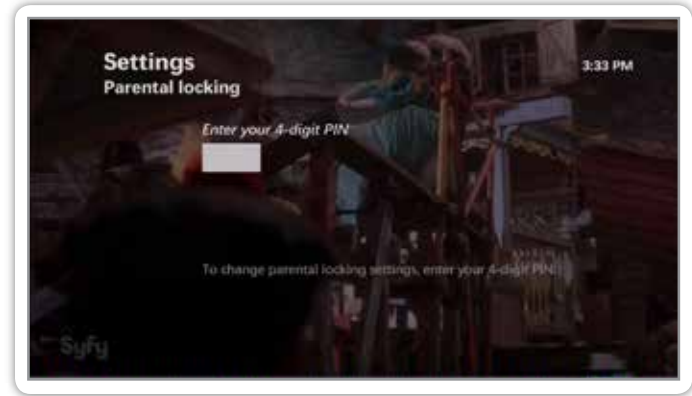 Settings
3:33 PM
Parental locking
Enter your 4-digit PIN
To change parental locking settings, enter your 4-digit PIN.
Syfy